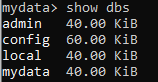 mydata> show dbs
admin   40.00 KiB
config  60.00 KiB
local   40.00 KiB
mydata  40.00 KiB